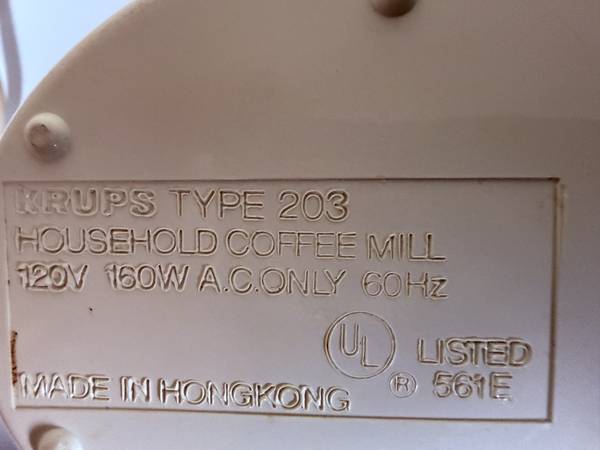 KRUPS TYPE 203
HOUSEHOLD COFFEE MILL
120V 160W A.C.ONLY 60Hz
UL LISTED
MADE IN HONGKONG ® 561E